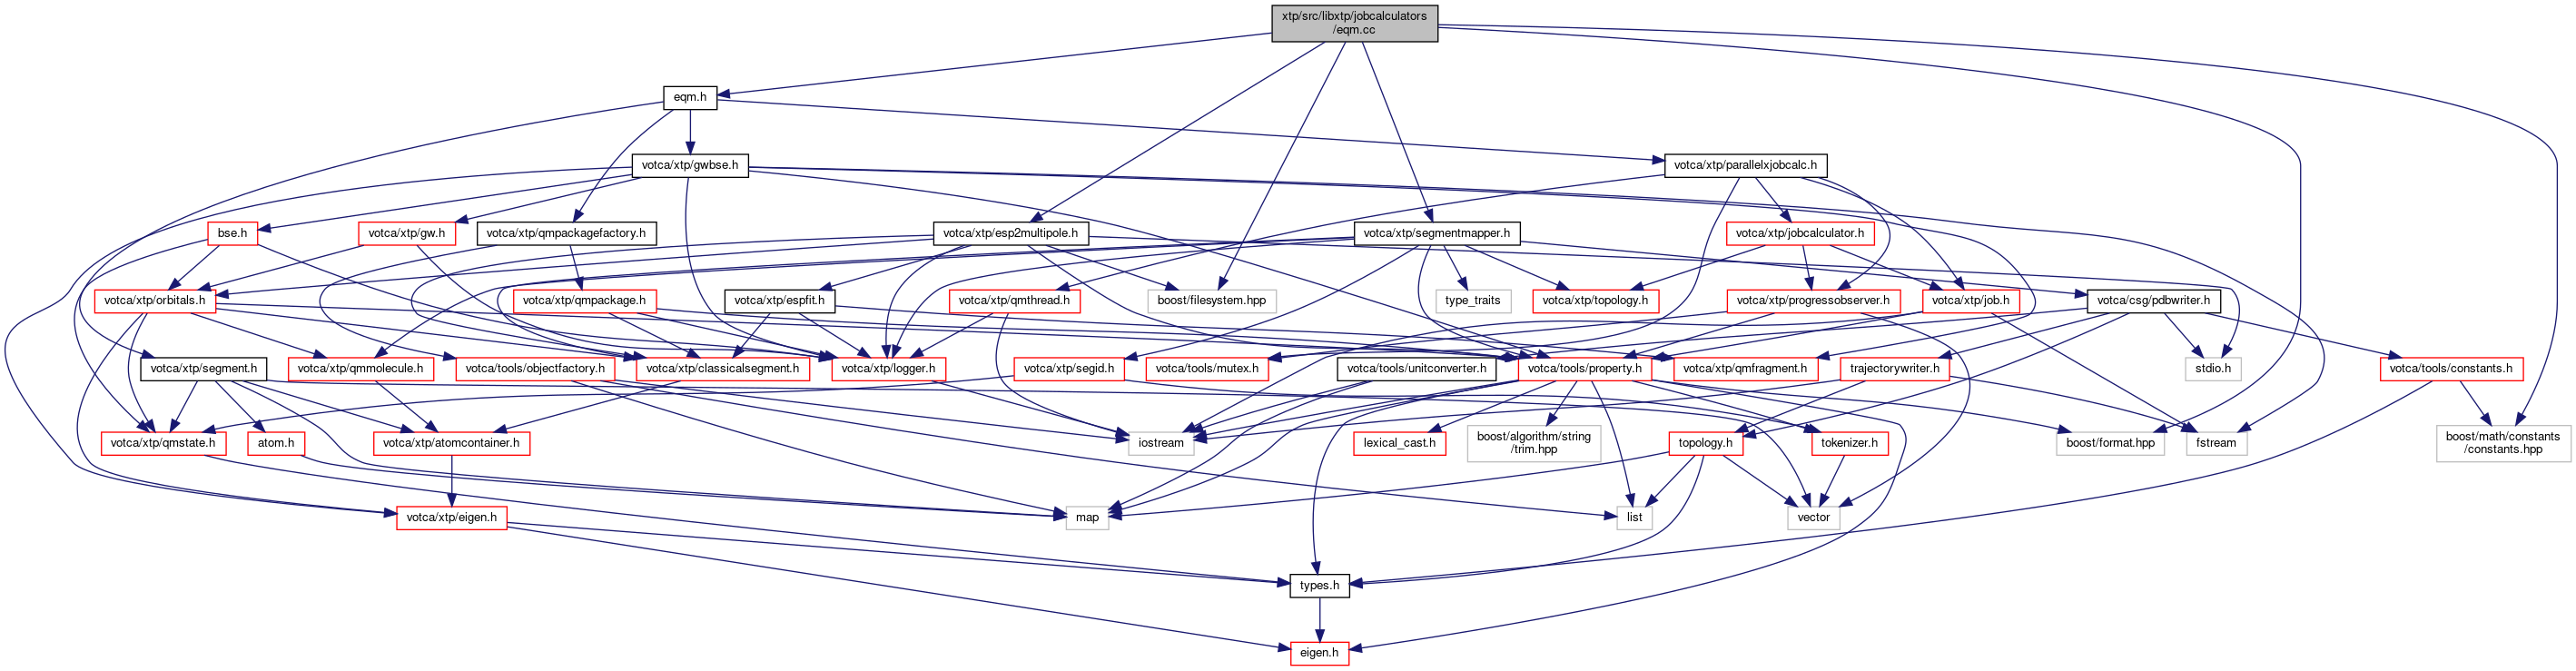 xtp/src/libxtp/jobcalculators
/eqm.cc
eqm.h
votca/xtp/gwbse.h
votca/xtp/parallelxjobcalc.h
bse.h
votca/xtp/gw.h
votca/xtp/qmpackagefactory.h
votca/xtp/esp2multipole.h
votca/xtp/segmentmapper.h
votca/xtp/jobcalculator.h
votca/xtp/orbitals.h
votca/xtp/qmpackage.h
votca/xtp/espfit.h
votca/xtp/qmthread.h
boost/filesystem.hpp
type_traits
votca/xtp/topology.h
votca/xtp/progressobserver.h
votca/xtp/job.h
votca/csg/pdbwriter.h
votca/xtp/segment.h
votca/xtp/qmmolecule.h
votca/tools/objectfactory.h
votca/xtp/classicalsegment.h
votca/xtp/logger.h
votca/xtp/segid.h
votca/tools/mutex.h
votca/tools/unitconverter.h
votca/tools/property.h
votca/xtp/qmfragment.h
trajectorywriter.h
stdio.h
votca/tools/constants.h
votca/xtp/qmstate.h
atom.h
votca/xtp/atomcontainer.h
iostream
lexical_cast.h
boost/algorithm/string
/trim.hpp
topology.h
tokenizer.h
boost/format.hpp
fstream
boost/math/constants
/constants.hpp
votca/xtp/eigen.h
map
list
vector
types.h
eigen.h